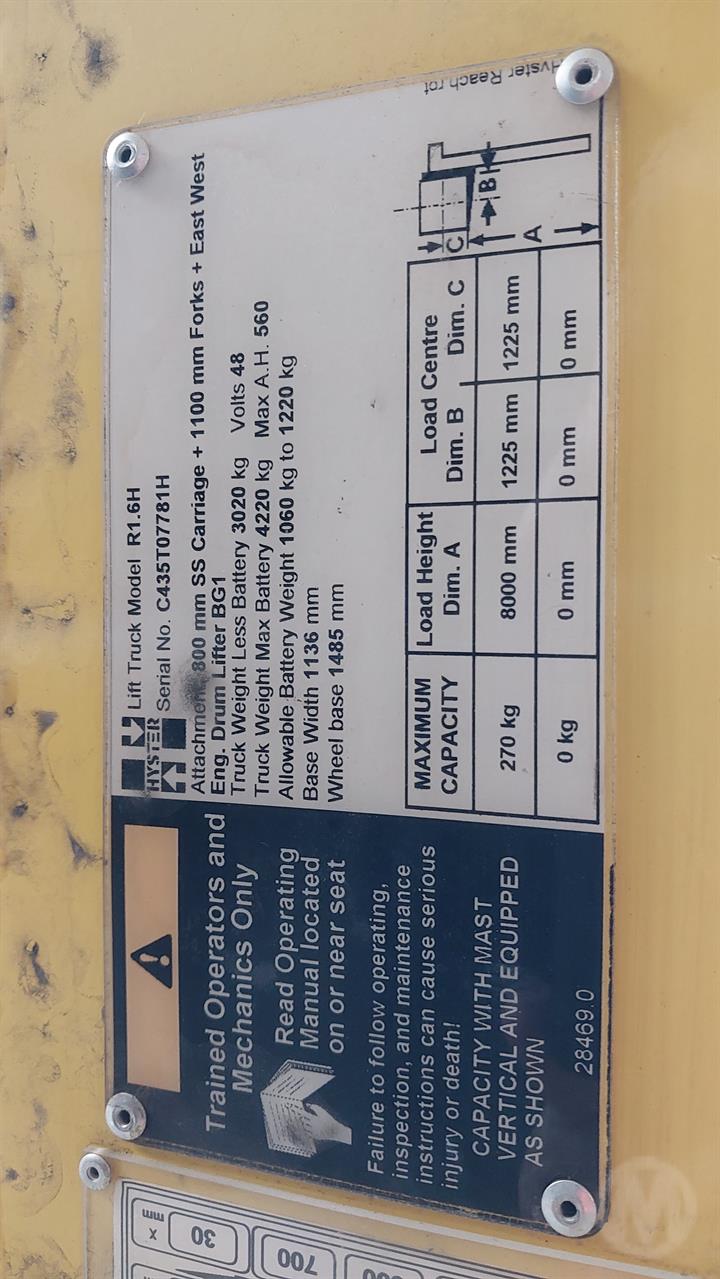 Trained Operators and
Mechanics Only
Read Operating
Manual located
on or near seat
Failure to follow operating,
inspection, and maintenance
instructions can cause serious
injury or death!
CAPACITY WITH MAST
VERTICAL AND EQUIPPED
AS SHOWN
28469.0
HYSTER
Lift Truck Model R1.6H
Serial No. C435T07781H
Attachment 800 mm SS Carriage + 1100 mm Forks + East West
Eng. Drum Lifter BG1
Truck Weight Less Battery 3020 kg Volts 48
Truck Weight Max Battery 4220 kg Max A.H. 560
Allowable Battery Weight 1060 kg to 1220 kg
Base Width 1136 mm
Wheel base 1485 mm
MAXIMUM CAPACITY Load Height Dim. A Load Centre Dim. B Dim. C
270 kg 8000 mm 1225 mm 1225 mm
0 kg 0 mm 0 mm 0 mm
C
B
A
Hyster Reach rot
x mm
30
700
M